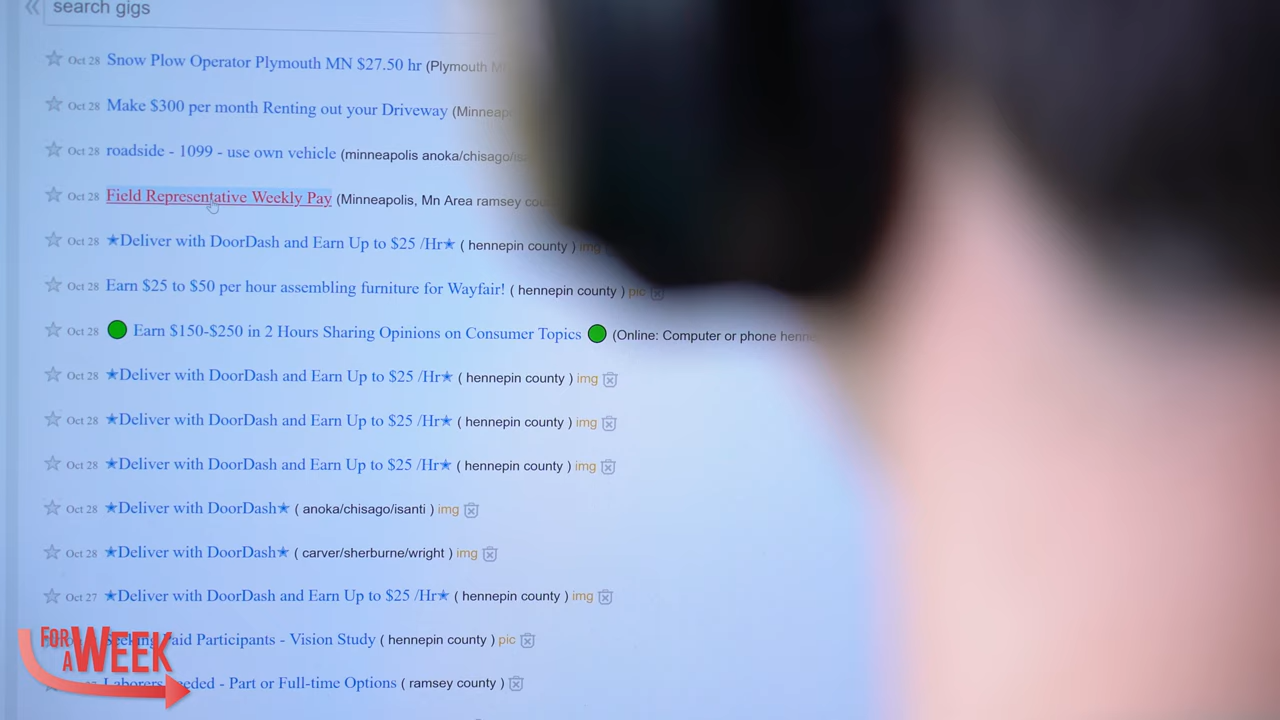 « search gigs
☆ Oct 28 Snow Plow Operator Plymouth MN $27.50 hr (Plymouth
☆ Oct 28 Make $300 per month Renting out your Driveway (Minneap
☆ Oct 28 roadside - 1099 - use own vehicle (minneapolis anoka/chisago/isa
☆ Oct 28 Field Representative Weekly Pay (Minneapolis, Mn Area ramsey cou
☆ Oct 28 ★Deliver with DoorDash and Earn Up to $25 /Hr★ ( hennepin county ) img
☆ Oct 28 Earn $25 to $50 per hour assembling furniture for Wayfair! ( hennepin county ) pic
☆ Oct 28 Earn $150-$250 in 2 Hours Sharing Opinions on Consumer Topics (Online: Computer or phone henne
☆ Oct 28 ★Deliver with DoorDash and Earn Up to $25 /Hr★ ( hennepin county ) img
☆ Oct 28 ★Deliver with DoorDash and Earn Up to $25 /Hr★ ( hennepin county ) img
☆ Oct 28 ★Deliver with DoorDash and Earn Up to $25 /Hr★ ( hennepin county ) img
☆ Oct 28 ★Deliver with DoorDash★ ( anoka/chisago/isanti ) img
☆ Oct 28 ★Deliver with DoorDash★ ( carver/sherburne/wright ) img
☆ Oct 27 ★Deliver with DoorDash and Earn Up to $25 /Hr★ ( hennepin county ) img
Seeking Paid Participants - Vision Study ( hennepin county ) pic
Laborers Needed - Part or Full-time Options ( ramsey county )
FOR A WEEK